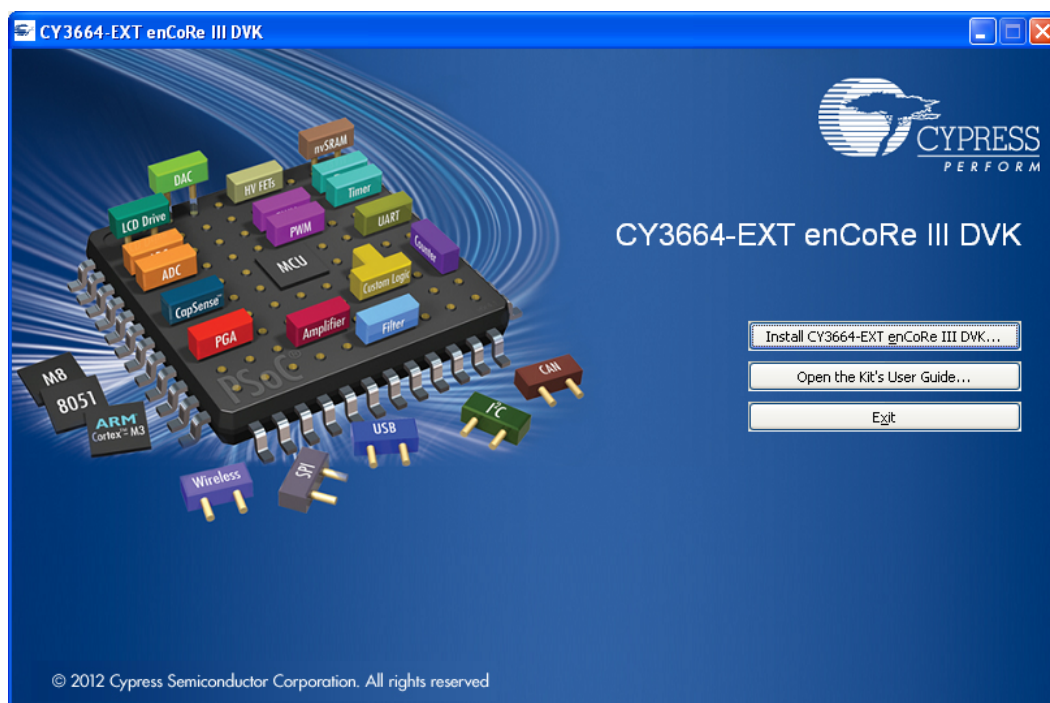 CY3664-EXT enCoRe III DVK
nvSRAM
DAC
HV FETs
Timer
LCD Drive
PWM
UART
Counter
ADC
MCU
Custom Logic
CapSense™
PGA
Amplifier
Filter
PSoC®
M8
8051
ARM
Cortex™-M3
CAN
I²C
USB
Wireless
SPI
CYPRESS
PERFORM
CY3664-EXT enCoRe III DVK
Install CY3664-EXT enCoRe III DVK...
Open the Kit's User Guide...
Exit
© 2012 Cypress Semiconductor Corporation. All rights reserved